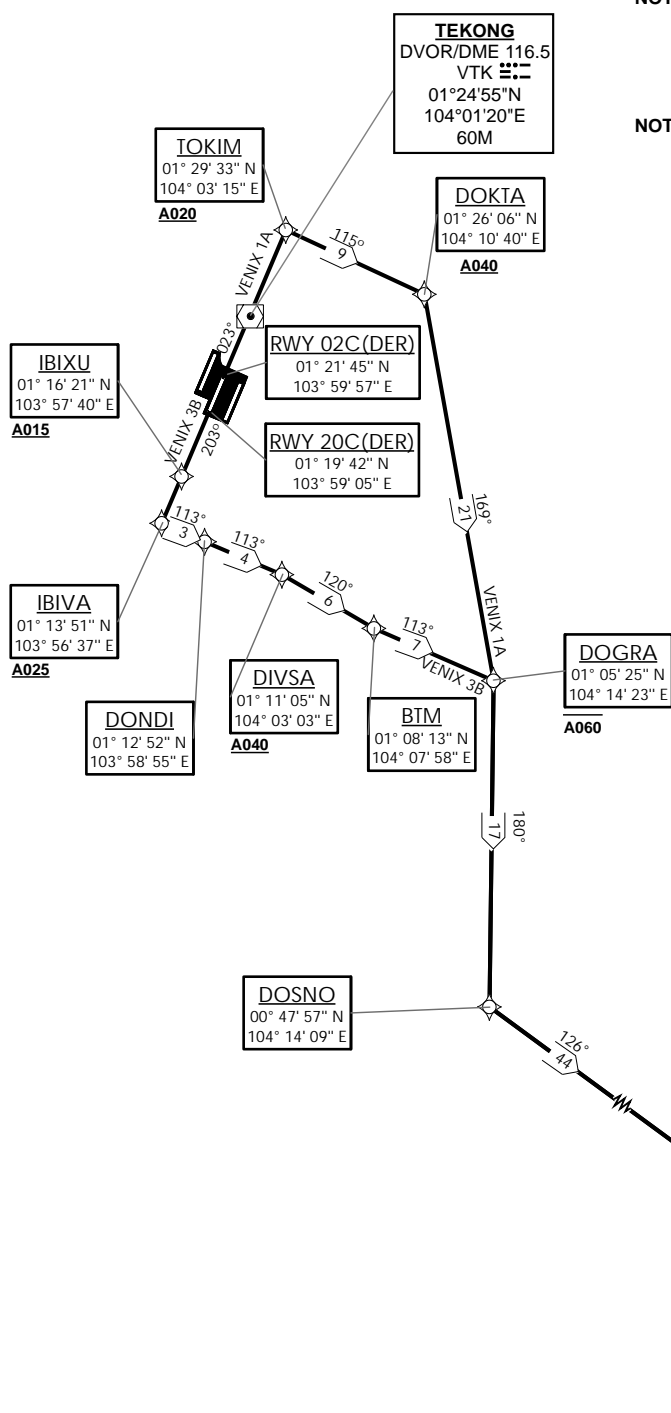 NOT
TEKONG
DVOR/DME 116.5
VTK
01°24'55"N
104°01'20"E
60M
NOT
TOKIM
01° 29' 33" N
104° 03' 15" E
A020
DOKTA
01° 26' 06" N
104° 10' 40" E
A040
115°
9
VENIX 1A
023°
RWY 02C(DER)
01° 21' 45" N
103° 59' 57" E
IBIXU
01° 16' 21" N
103° 57' 40" E
A015
VENIX 3B
203°
RWY 20C(DER)
01° 19' 42" N
103° 59' 05" E
169°
21
113°
3
113°
4
120°
6
113°
7
VENIX 3B
VENIX 1A
IBIVA
01° 13' 51" N
103° 56' 37" E
A025
DOGRA
01° 05' 25" N
104° 14' 23" E
A060
DIVSA
01° 11' 05" N
104° 03' 03" E
A040
DONDI
01° 12' 52" N
103° 58' 55" E
BTM
01° 08' 13" N
104° 07' 58" E
180°
17
DOSNO
00° 47' 57" N
104° 14' 09" E
126°
44